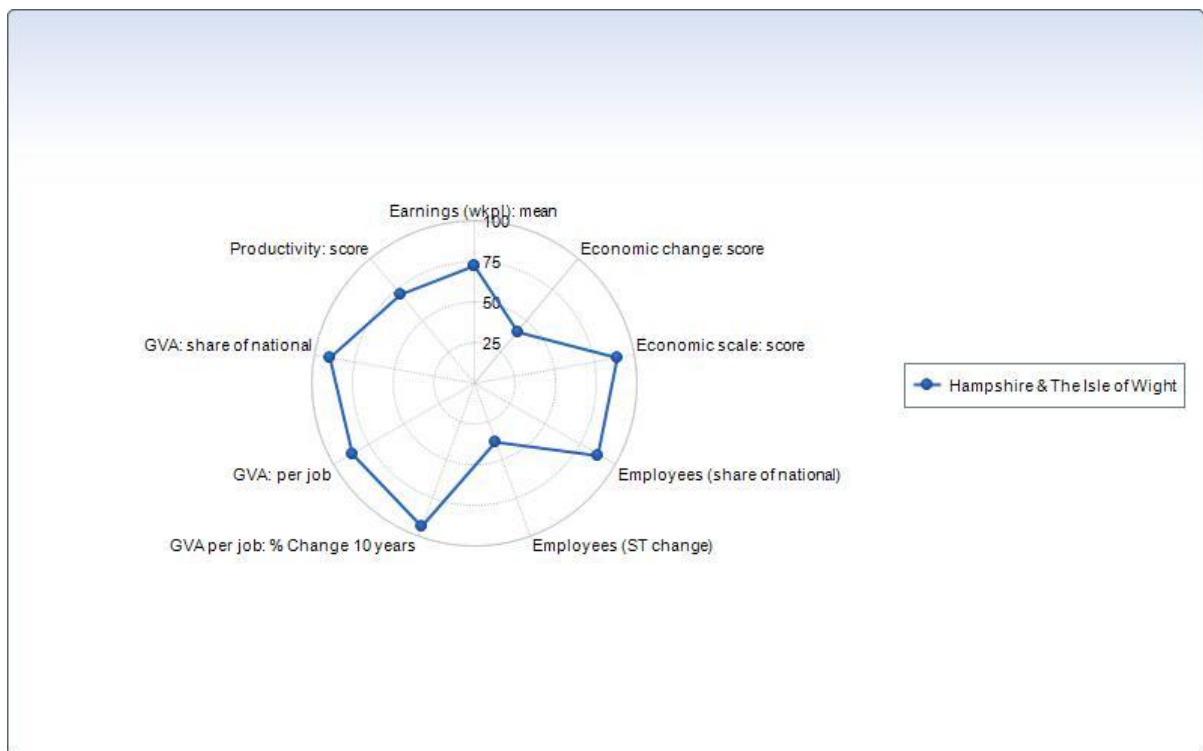 Earnings (wkpl): mean
100
Productivity: score
Economic change: score
75
50
GVA: share of national
25
Economic scale: score
Hampshire & The Isle of Wight
GVA: per job
Employees (share of national)
GVA per job: % Change 10 years
Employees (ST change)